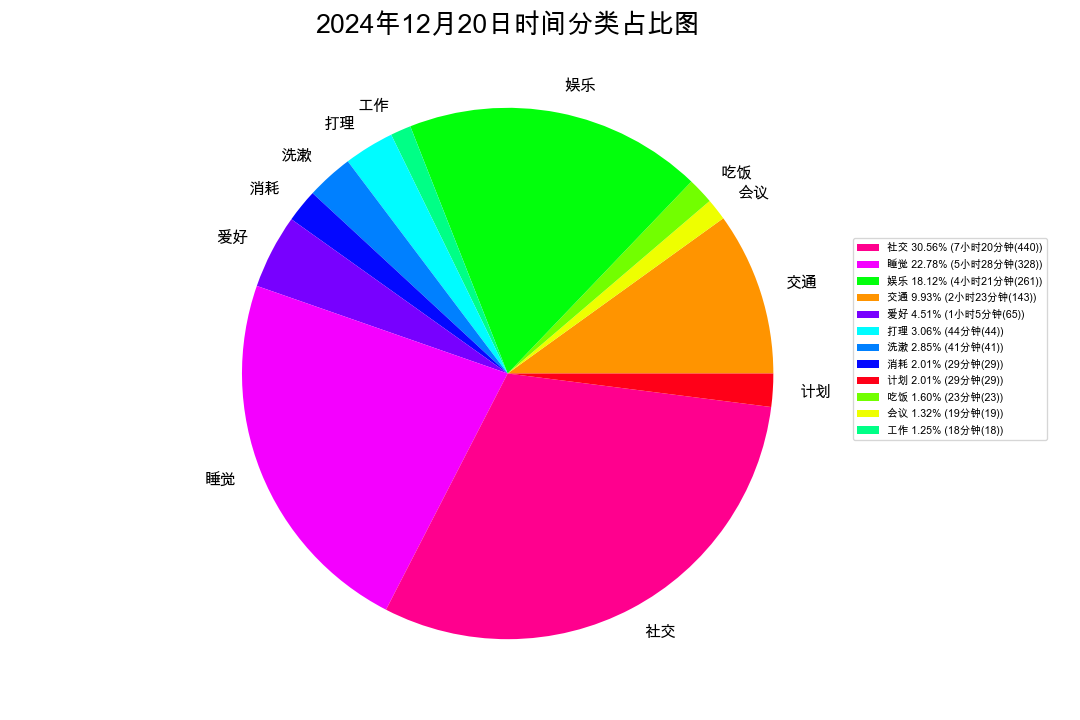 2024年12月20日时间分类占比图
娱乐
工作
打理
洗漱
吃饭
消耗
会议
爱好
交通
计划
睡觉
社交
社交 30.56% (7小时20分钟(440))
睡觉 22.78% (5小时28分钟(328))
娱乐 18.12% (4小时21分钟(261))
交通 9.93% (2小时23分钟(143))
爱好 4.51% (1小时5分钟(65))
打理 3.06% (44分钟(44))
洗漱 2.85% (41分钟(41))
消耗 2.01% (29分钟(29))
计划 2.01% (29分钟(29))
吃饭 1.60% (23分钟(23))
会议 1.32% (19分钟(19))
工作 1.25% (18分钟(18))